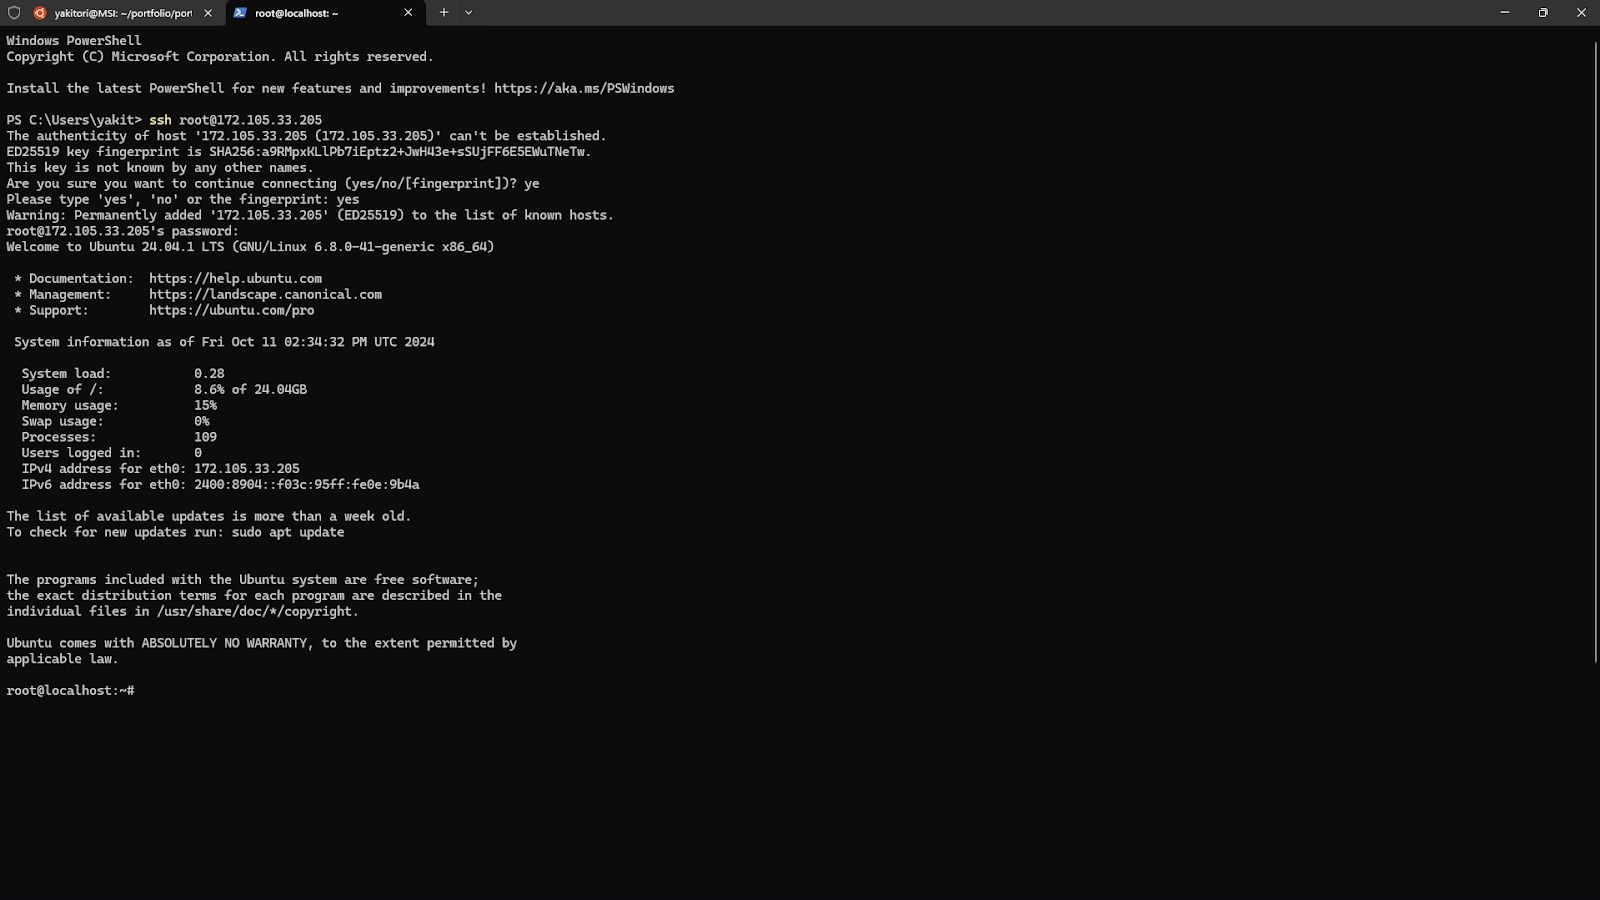 yakitori@MSI: ~/portfolio/port
root@localhost: ~
Windows PowerShell
Copyright (C) Microsoft Corporation. All rights reserved.
Install the latest PowerShell for new features and improvements! https://aka.ms/PSWindows
PS C:\Users\yakit> ssh root@172.105.33.205
The authenticity of host '172.105.33.205 (172.105.33.205)' can't be established.
ED25519 key fingerprint is SHA256:a9RMpxKLlPb7iEptz2+JwH43e+sSUjFF6E5EWuTNeTw.
This key is not known by any other names.
Are you sure you want to continue connecting (yes/no/[fingerprint])? ye
Please type 'yes', 'no' or the fingerprint: yes
Warning: Permanently added '172.105.33.205' (ED25519) to the list of known hosts.
root@172.105.33.205's password:
Welcome to Ubuntu 24.04.1 LTS (GNU/Linux 6.8.0-41-generic x86_64)
* Documentation:  https://help.ubuntu.com
* Management:     https://landscape.canonical.com
* Support:        https://ubuntu.com/pro
System information as of Fri Oct 11 02:34:32 PM UTC 2024
System load:           0.28
Usage of /:            8.6% of 24.04GB
Memory usage:          15%
Swap usage:            0%
Processes:             109
Users logged in:       0
IPv4 address for eth0: 172.105.33.205
IPv6 address for eth0: 2400:8904::f03c:95ff:fe0e:9b4a
The list of available updates is more than a week old.
To check for new updates run: sudo apt update
The programs included with the Ubuntu system are free software;
the exact distribution terms for each program are described in the
individual files in /usr/share/doc/*/copyright.
Ubuntu comes with ABSOLUTELY NO WARRANTY, to the extent permitted by
applicable law.
root@localhost:~#